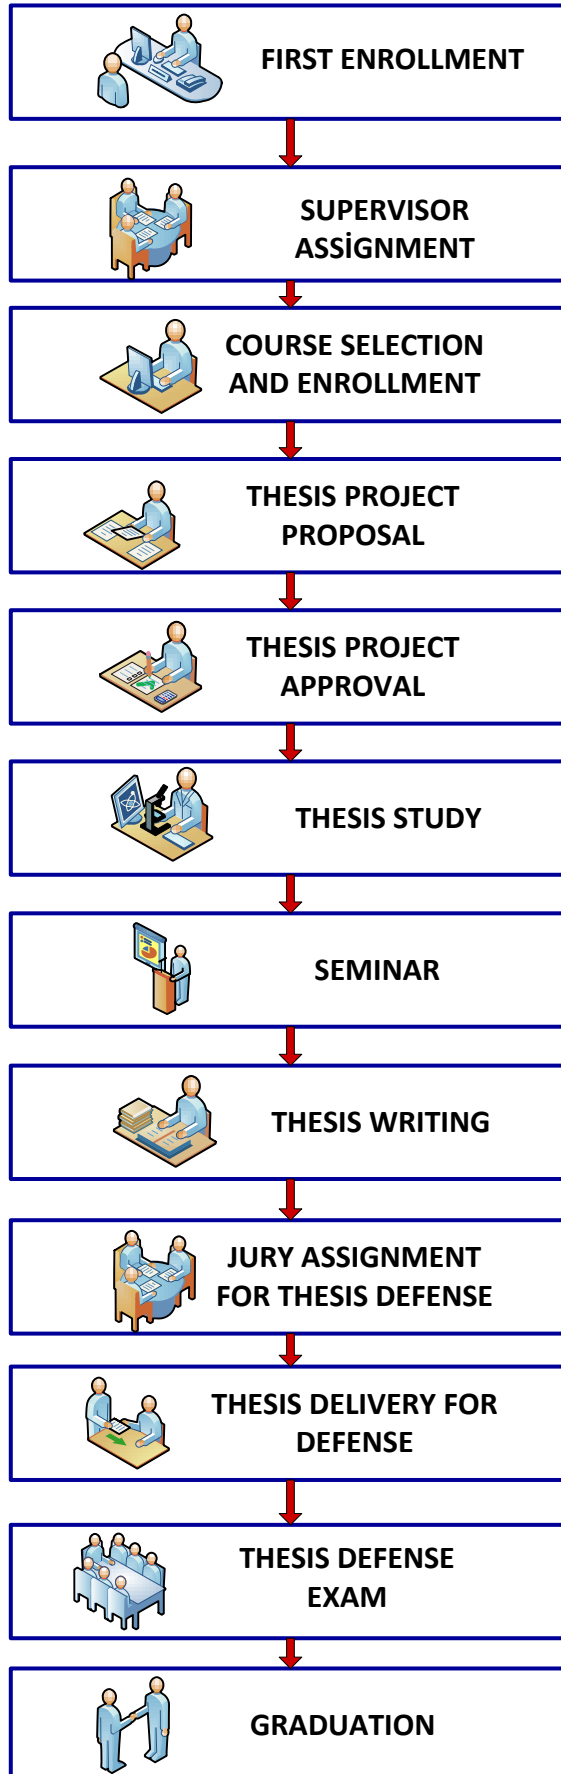 FIRST ENROLLMENT
SUPERVISOR
ASSİGNMENT
COURSE SELECTION
AND ENROLLMENT
THESIS PROJECT
PROPOSAL
THESIS PROJECT
APPROVAL
THESIS STUDY
SEMINAR
THESIS WRITING
JURY ASSIGNMENT
FOR THESIS DEFENSE
THESIS DELIVERY FOR
DEFENSE
THESIS DEFENSE
EXAM
GRADUATION